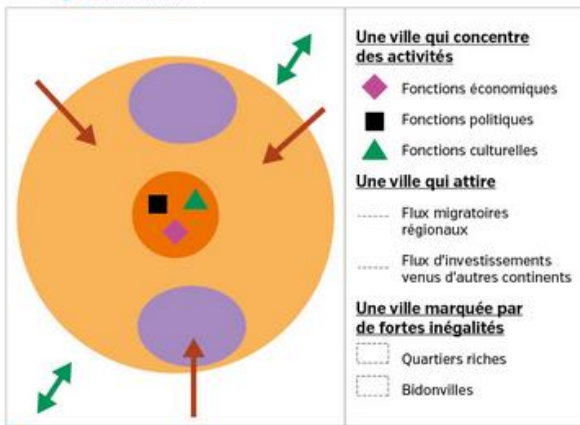 Une ville qui concentre
des activités
Fonctions économiques
Fonctions politiques
Fonctions culturelles
Une ville qui attire
Flux migratoires
régionaux
Flux d'investissements
venus d'autres continents
Une ville marquée par
de fortes inégalités
Quartiers riches
Bidonvilles